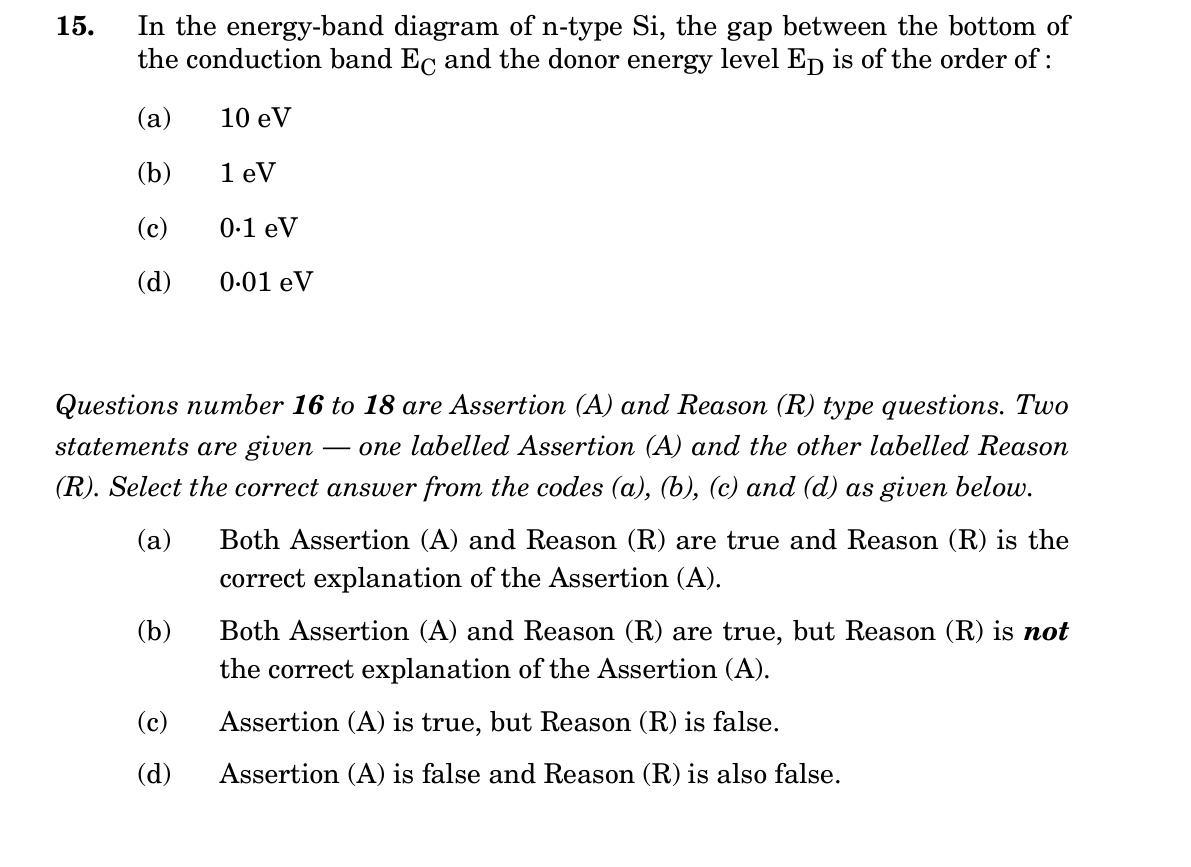 15. In the energy-band diagram of n-type Si, the gap between the bottom of
the conduction band E_C and the donor energy level E_D is of the order of :
(a) 10 eV
(b) 1 eV
(c) 0·1 eV
(d) 0·01 eV
Questions number 16 to 18 are Assertion (A) and Reason (R) type questions. Two
statements are given — one labelled Assertion (A) and the other labelled Reason
(R). Select the correct answer from the codes (a), (b), (c) and (d) as given below.
(a) Both Assertion (A) and Reason (R) are true and Reason (R) is the
correct explanation of the Assertion (A).
(b) Both Assertion (A) and Reason (R) are true, but Reason (R) is not
the correct explanation of the Assertion (A).
(c) Assertion (A) is true, but Reason (R) is false.
(d) Assertion (A) is false and Reason (R) is also false.